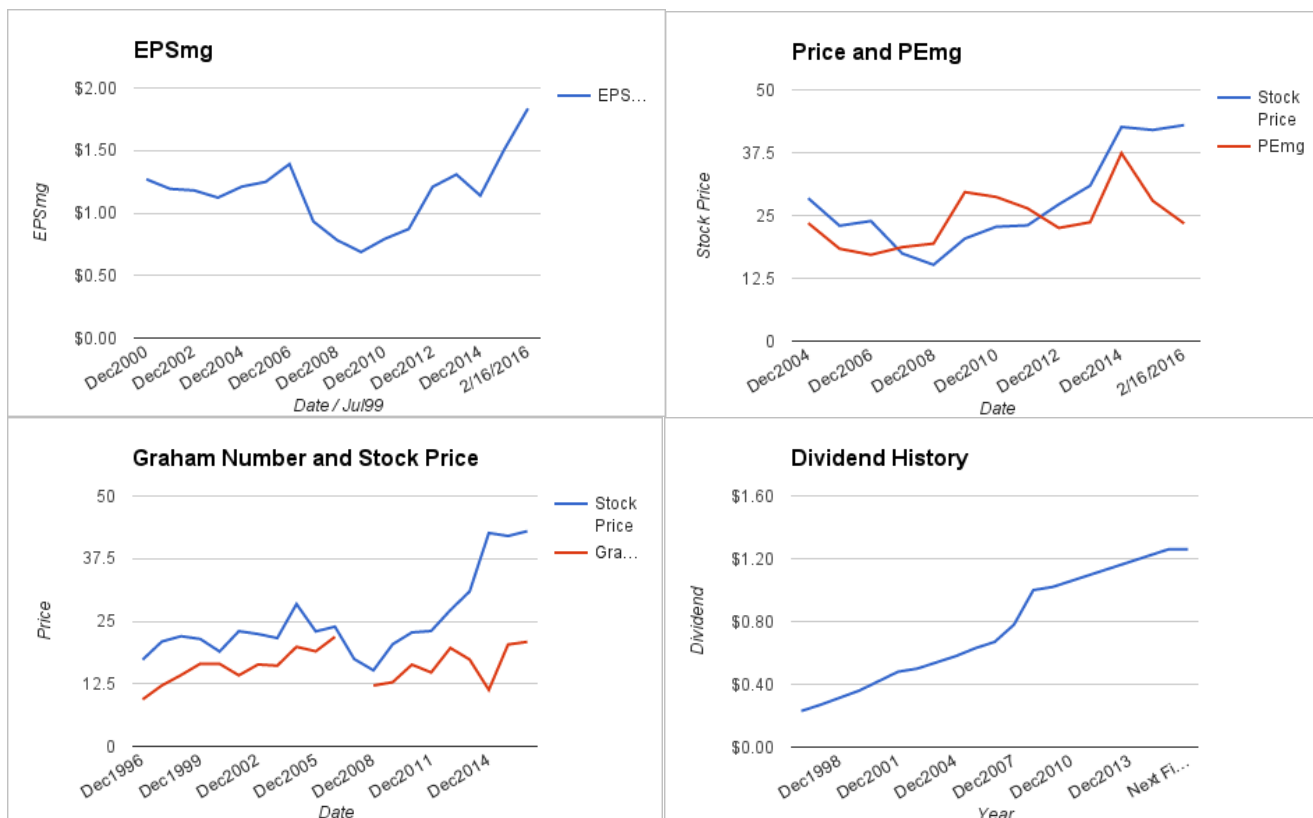 EPSmg
$2.00
$1.50
$1.00
$0.50
$0.00
EPSmg
EPS...
Dec2000
Dec2002
Dec2004
Dec2006
Dec2008
Dec2010
Dec2012
Dec2014
2/16/2016
Date / Jul99
Price and PEmg
50
37.5
25
12.5
0
Stock Price
Stock
Price
PEmg
Dec2004
Dec2006
Dec2008
Dec2010
Dec2012
Dec2014
2/16/2016
Date
Graham Number and Stock Price
50
37.5
25
12.5
0
Price
Stock
Price
Gra...
Dec1996
Dec1999
Dec2002
Dec2005
Dec2008
Dec2011
Dec2014
Date
Dividend History
$1.60
$1.20
$0.80
$0.40
$0.00
Dividend
Dec1998
Dec2001
Dec2004
Dec2007
Dec2010
Dec2013
Next Fi...
Year